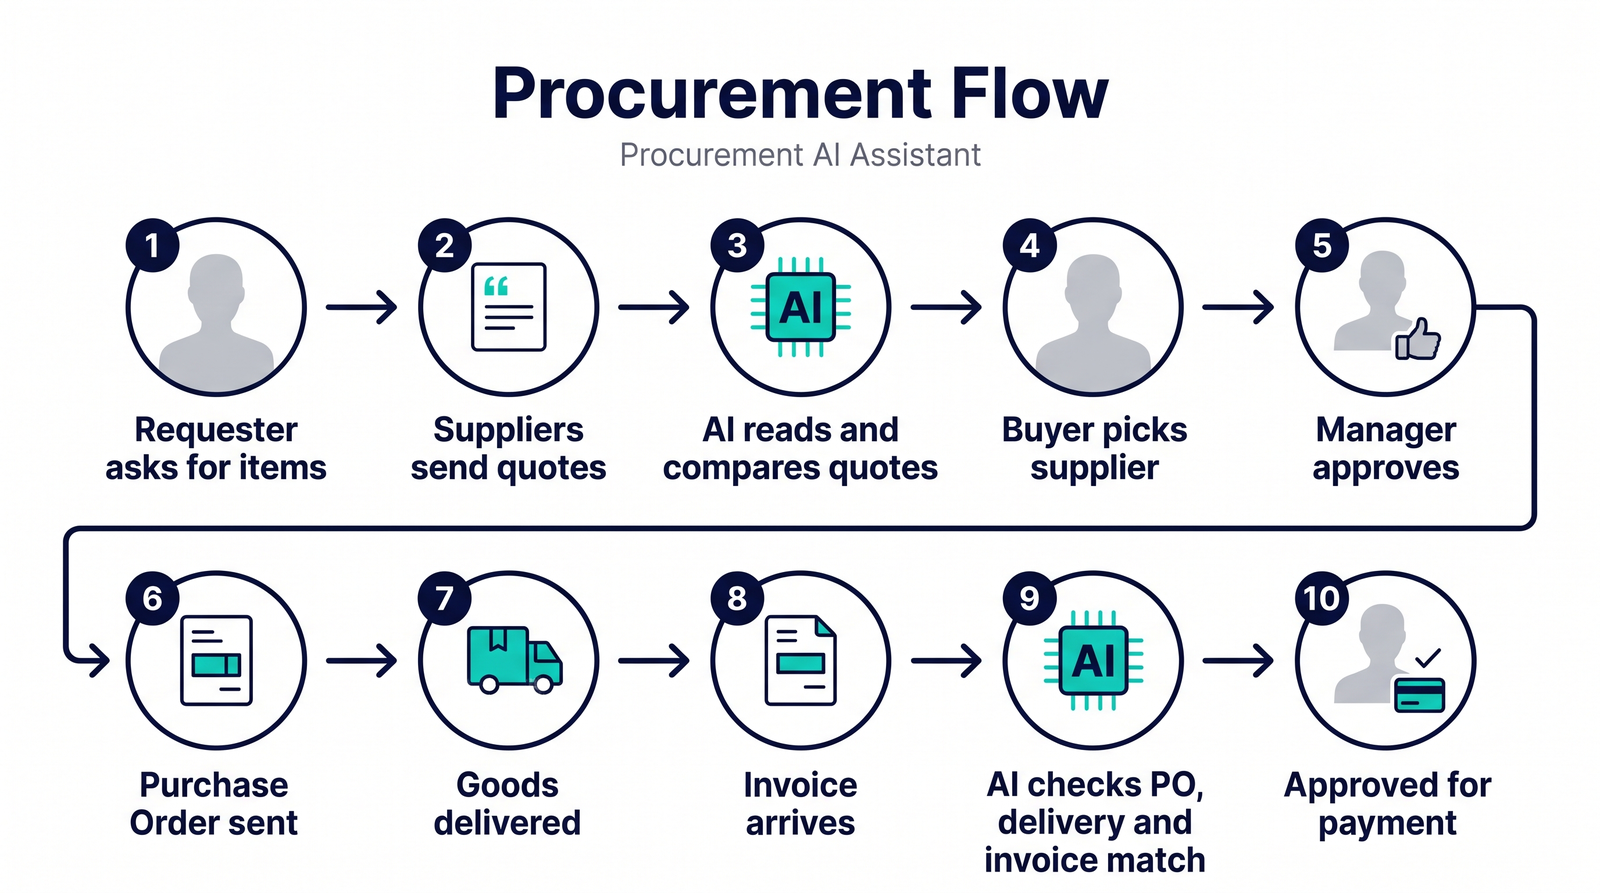 Procurement Flow
Procurement AI Assistant
1
Requester
asks for items
2
“
Suppliers
send quotes
3
AI
AI reads and
compares quotes
4
Buyer picks
supplier
5
Manager
approves
6
Purchase
Order sent
7
Goods
delivered
8
Invoice
arrives
9
AI
AI checks PO,
delivery and
invoice match
10
Approved for
payment